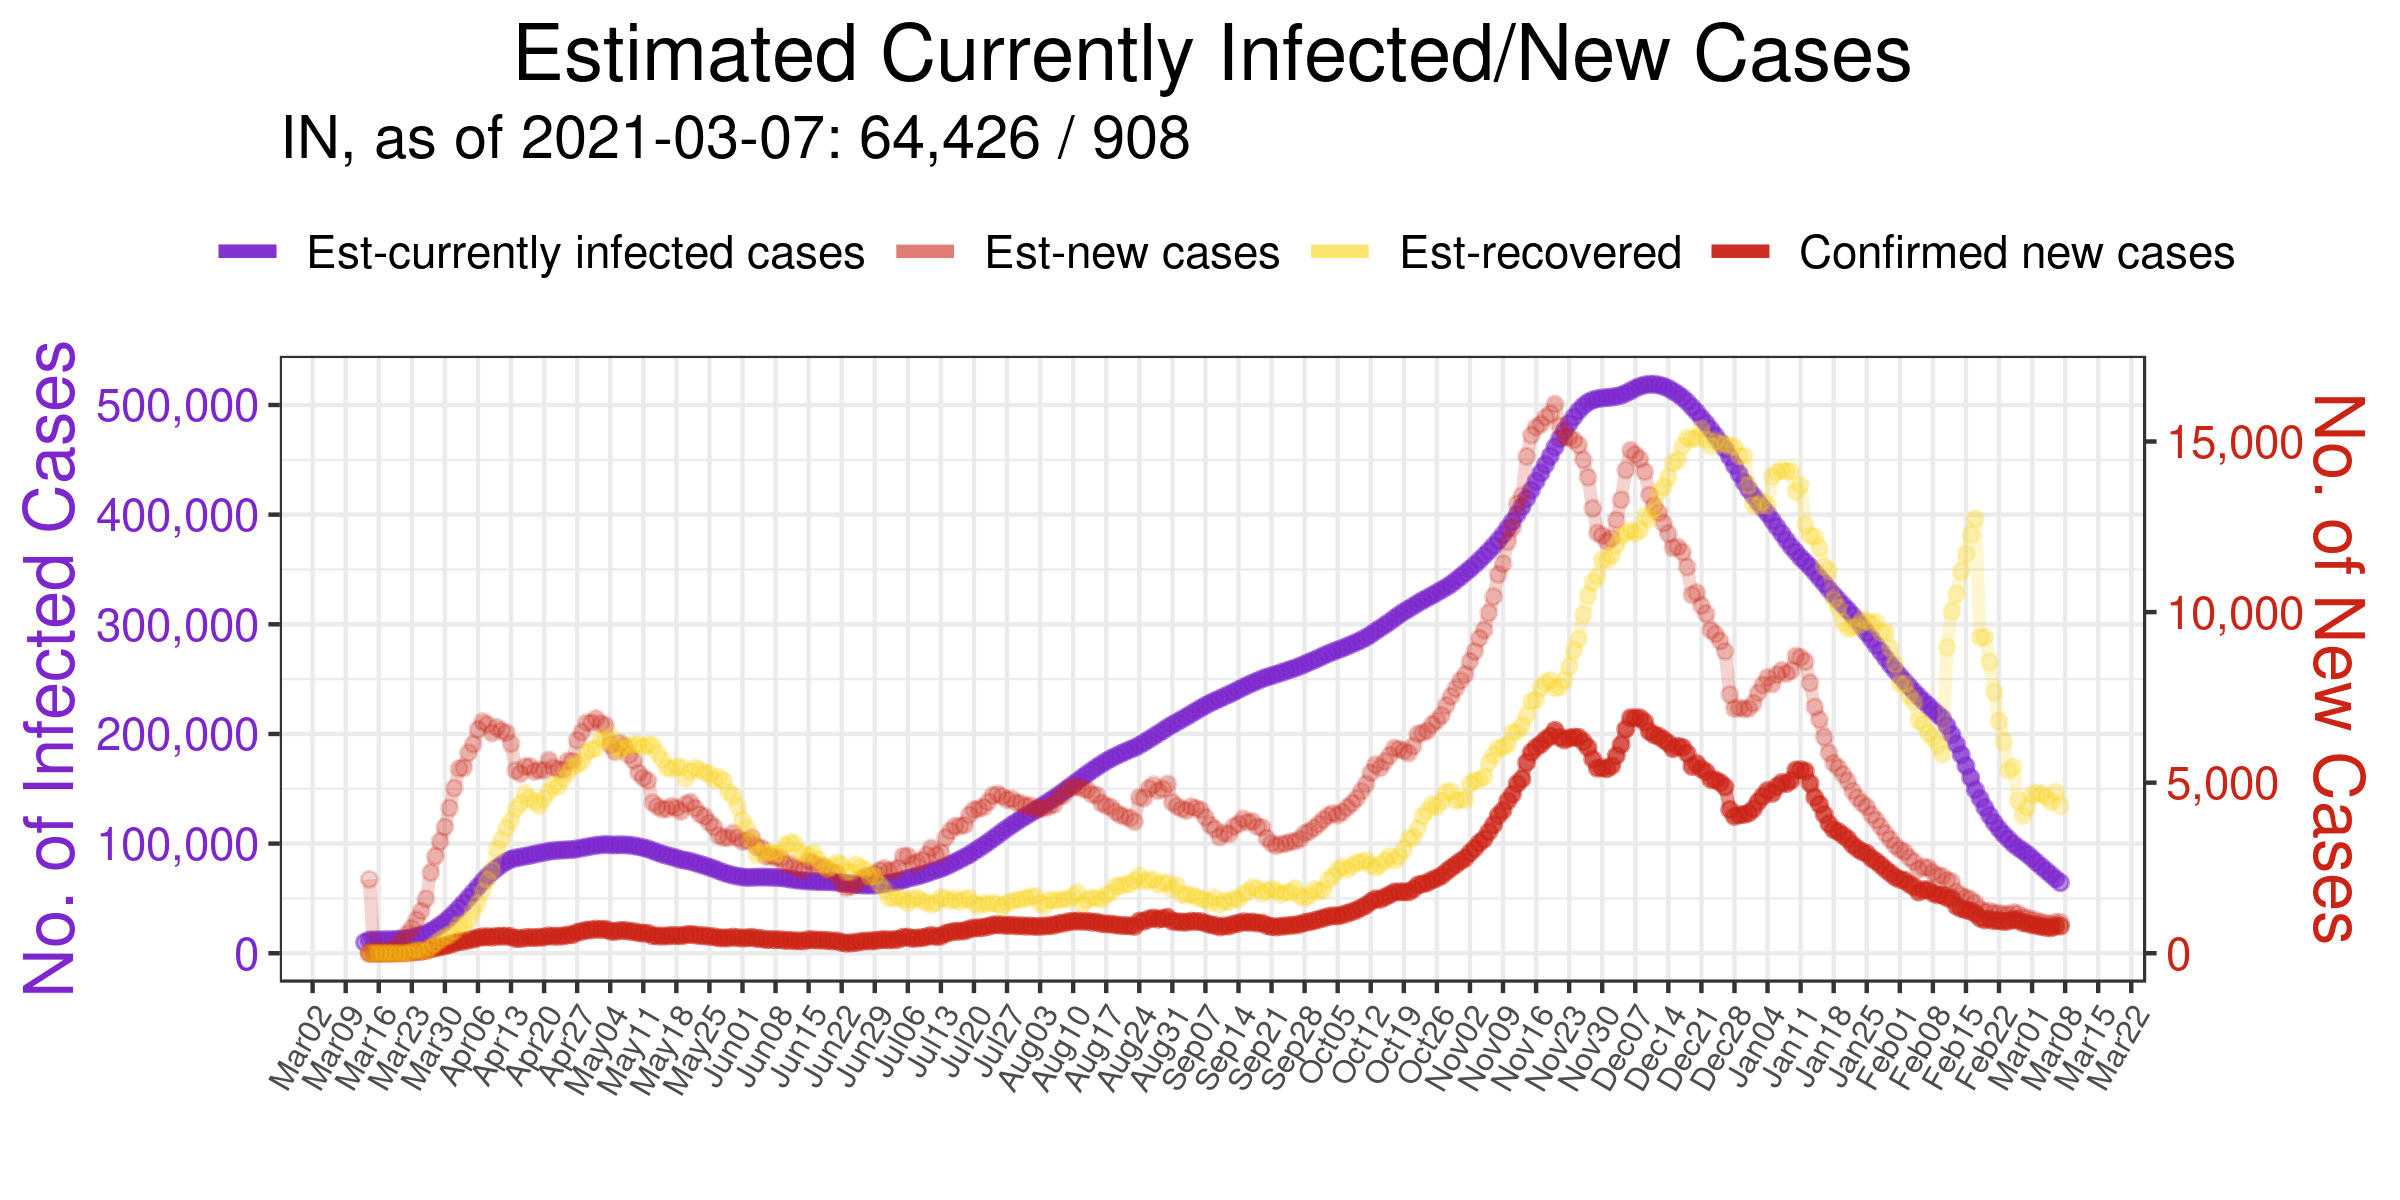 Estimated Currently Infected/New Cases
IN, as of 2021-03-07: 64,426 / 908
Est-currently infected cases Est-new cases Est-recovered Confirmed new cases
No. of Infected Cases
500,000
400,000
300,000
200,000
100,000
0
15,000
10,000
5,000
0
No. of New Cases
Mar02 Mar09 Mar16 Mar23 Mar30 Apr06 Apr13 Apr20 Apr27 May04 May11 May18 May25 Jun01 Jun08 Jun15 Jun22 Jun29 Jul06 Jul13 Jul20 Jul27 Aug03 Aug10 Aug17 Aug24 Aug31 Sep07 Sep14 Sep21 Sep28 Oct05 Oct12 Oct19 Oct26 Nov02 Nov09 Nov16 Nov23 Nov30 Dec07 Dec14 Dec21 Dec28 Jan04 Jan11 Jan18 Jan25 Feb01 Feb08 Feb15 Feb22 Mar01 Mar08 Mar15 Mar22